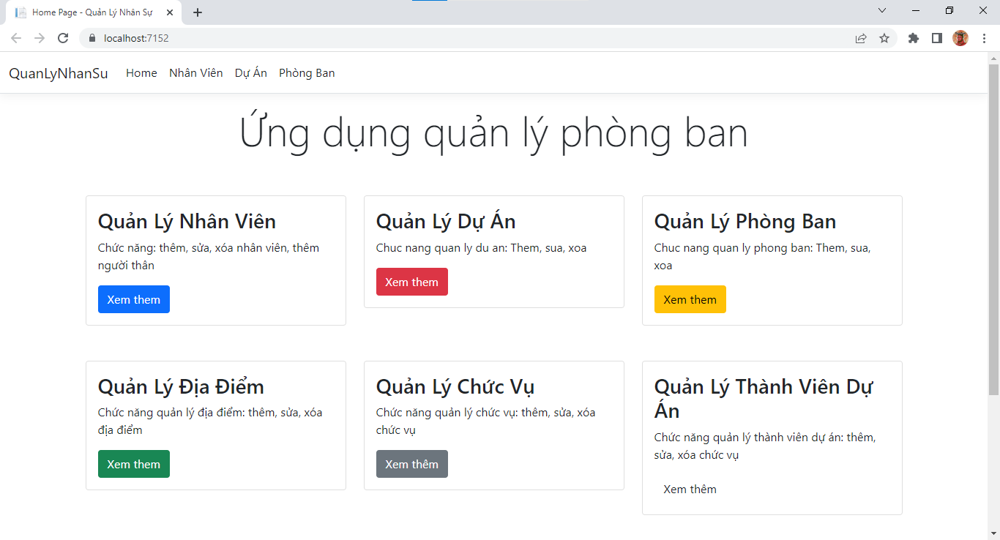 Home Page - Quản Lý Nhân Sự
localhost:7152
QuanLyNhanSu Home Nhân Viên Dự Án Phòng Ban
Ứng dụng quản lý phòng ban
Quản Lý Nhân Viên
Chức năng: thêm, sửa, xóa nhân viên, thêm
người thân
Xem them
Quản Lý Dự Án
Chuc nang quan ly du an: Them, sua, xoa
Xem them
Quản Lý Phòng Ban
Chuc nang quan ly phong ban: Them, sua,
xoa
Xem them
Quản Lý Địa Điểm
Chức năng quản lý địa điểm: thêm, sửa, xóa
địa điểm
Xem them
Quản Lý Chức Vụ
Chức năng quản lý chức vụ: thêm, sửa, xóa
chức vụ
Xem thêm
Quản Lý Thành Viên Dự
Án
Chức năng quản lý thành viên dự án: thêm,
sửa, xóa chức vụ
Xem thêm